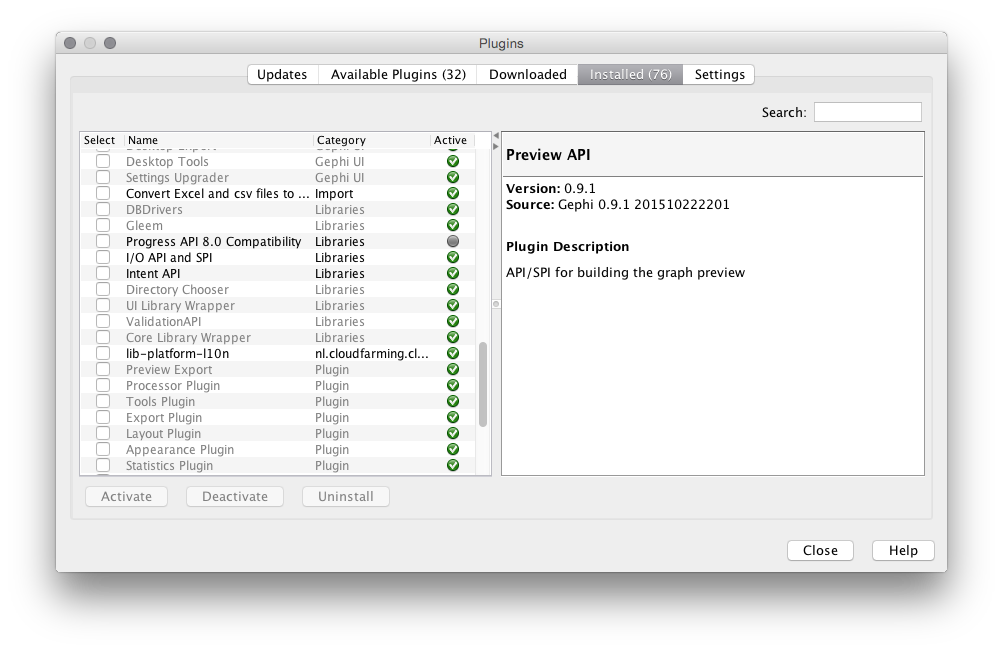 Plugins
Updates Available Plugins (32) Downloaded Installed (76) Settings
Search:
Select Name Category Active
Desktop Tools Gephi UI
Settings Upgrader Gephi UI
Convert Excel and csv files to ... Import
DBDrivers Libraries
Gleem Libraries
Progress API 8.0 Compatibility Libraries
I/O API and SPI Libraries
Intent API Libraries
Directory Chooser Libraries
UI Library Wrapper Libraries
ValidationAPI Libraries
Core Library Wrapper Libraries
lib-platform-l10n nl.cloudfarming.cl...
Preview Export Plugin
Processor Plugin Plugin
Tools Plugin Plugin
Export Plugin Plugin
Layout Plugin Plugin
Appearance Plugin Plugin
Statistics Plugin Plugin
Preview API
Version: 0.9.1
Source: Gephi 0.9.1 201510222201
Plugin Description
API/SPI for building the graph preview
Activate Deactivate Uninstall
Close Help